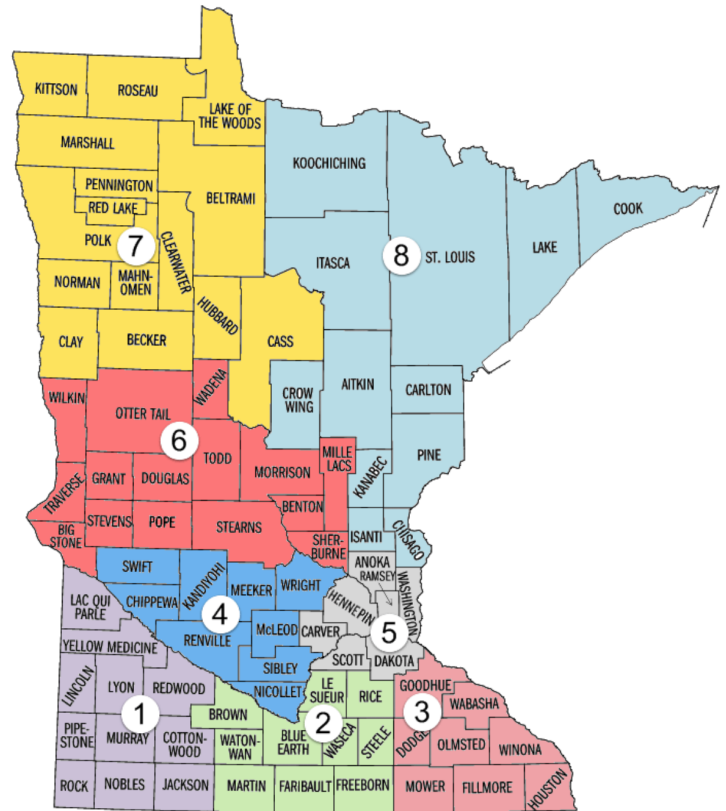 KITTSON
ROSEAU
LAKE OF
THE WOODS
MARSHALL
KOOCHICHING
PENNINGTON
BELTRAMI
RED LAKE
COOK
POLK
7
CLEARWATER
8
ST. LOUIS
LAKE
ITASCA
NORMAN
MAHN-
OMEN
HUBBARD
CLAY
BECKER
CASS
WILKIN
WADENA
CROW
WING
AITKIN
CARLTON
OTTER TAIL
6
TODD
MORRISON
MILLE
LACS
KANABEC
PINE
TRAVERSE
GRANT
DOUGLAS
BENTON
BIG
STONE
STEVENS
POPE
STEARNS
SHER-
BURNE
ISANTI
CHISAGO
SWIFT
KANDIYOHI
MEEKER
WRIGHT
ANOKA
RAMSEY
WASHINGTON
LAC QUI
PARLE
CHIPPEWA
4
HENNEPIN
RENVILLE
McLEOD
CARVER
5
YELLOW MEDICINE
SIBLEY
SCOTT
DAKOTA
LINCOLN
LYON
REDWOOD
NICOLLET
LE
SUEUR
RICE
GOODHUE
WABASHA
1
BROWN
2
3
PIPE-
STONE
MURRAY
COTTON-
WOOD
WATON-
WAN
BLUE
EARTH
WASECA
STEELE
DODGE
OLMSTED
WINONA
ROCK
NOBLES
JACKSON
MARTIN
FARIBAULT
FREEBORN
MOWER
FILLMORE
HOUSTON